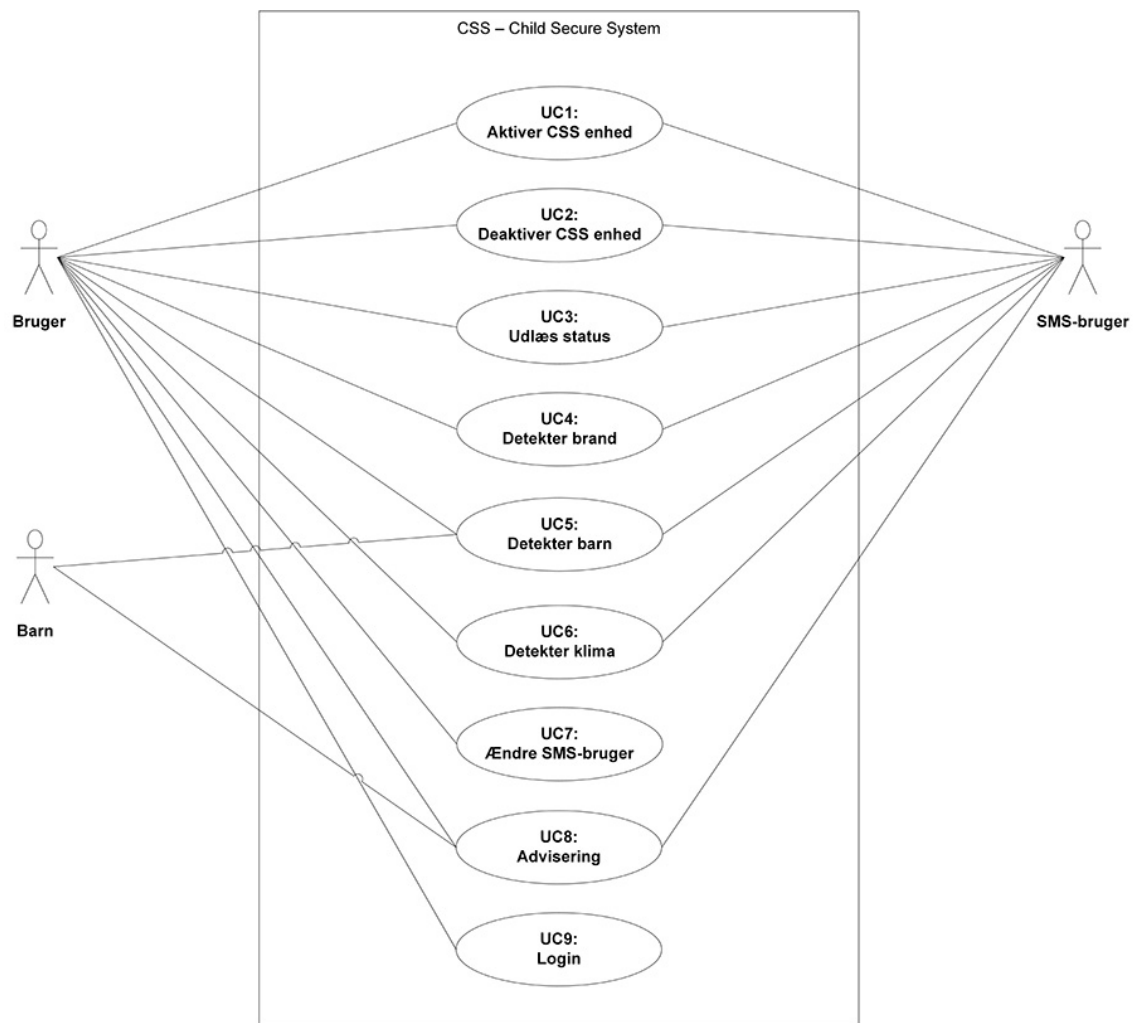 CSS – Child Secure System
UC1:
Aktiver CSS enhed
UC2:
Deaktiver CSS enhed
Bruger
SMS-bruger
UC3:
Udlæs status
UC4:
Detekter brand
UC5:
Detekter barn
Barn
UC6:
Detekter klima
UC7:
Ændre SMS-bruger
UC8:
Advisering
UC9:
Login